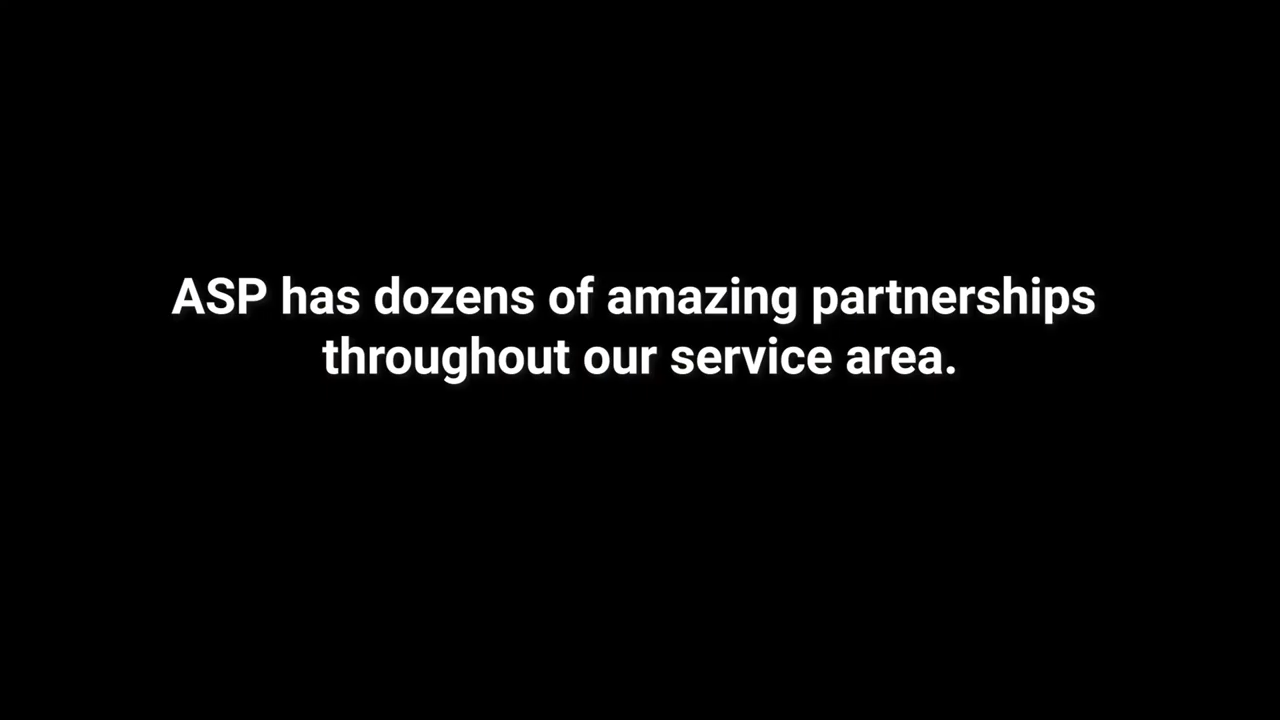 ASP has dozens of amazing partnerships
throughout our service area.